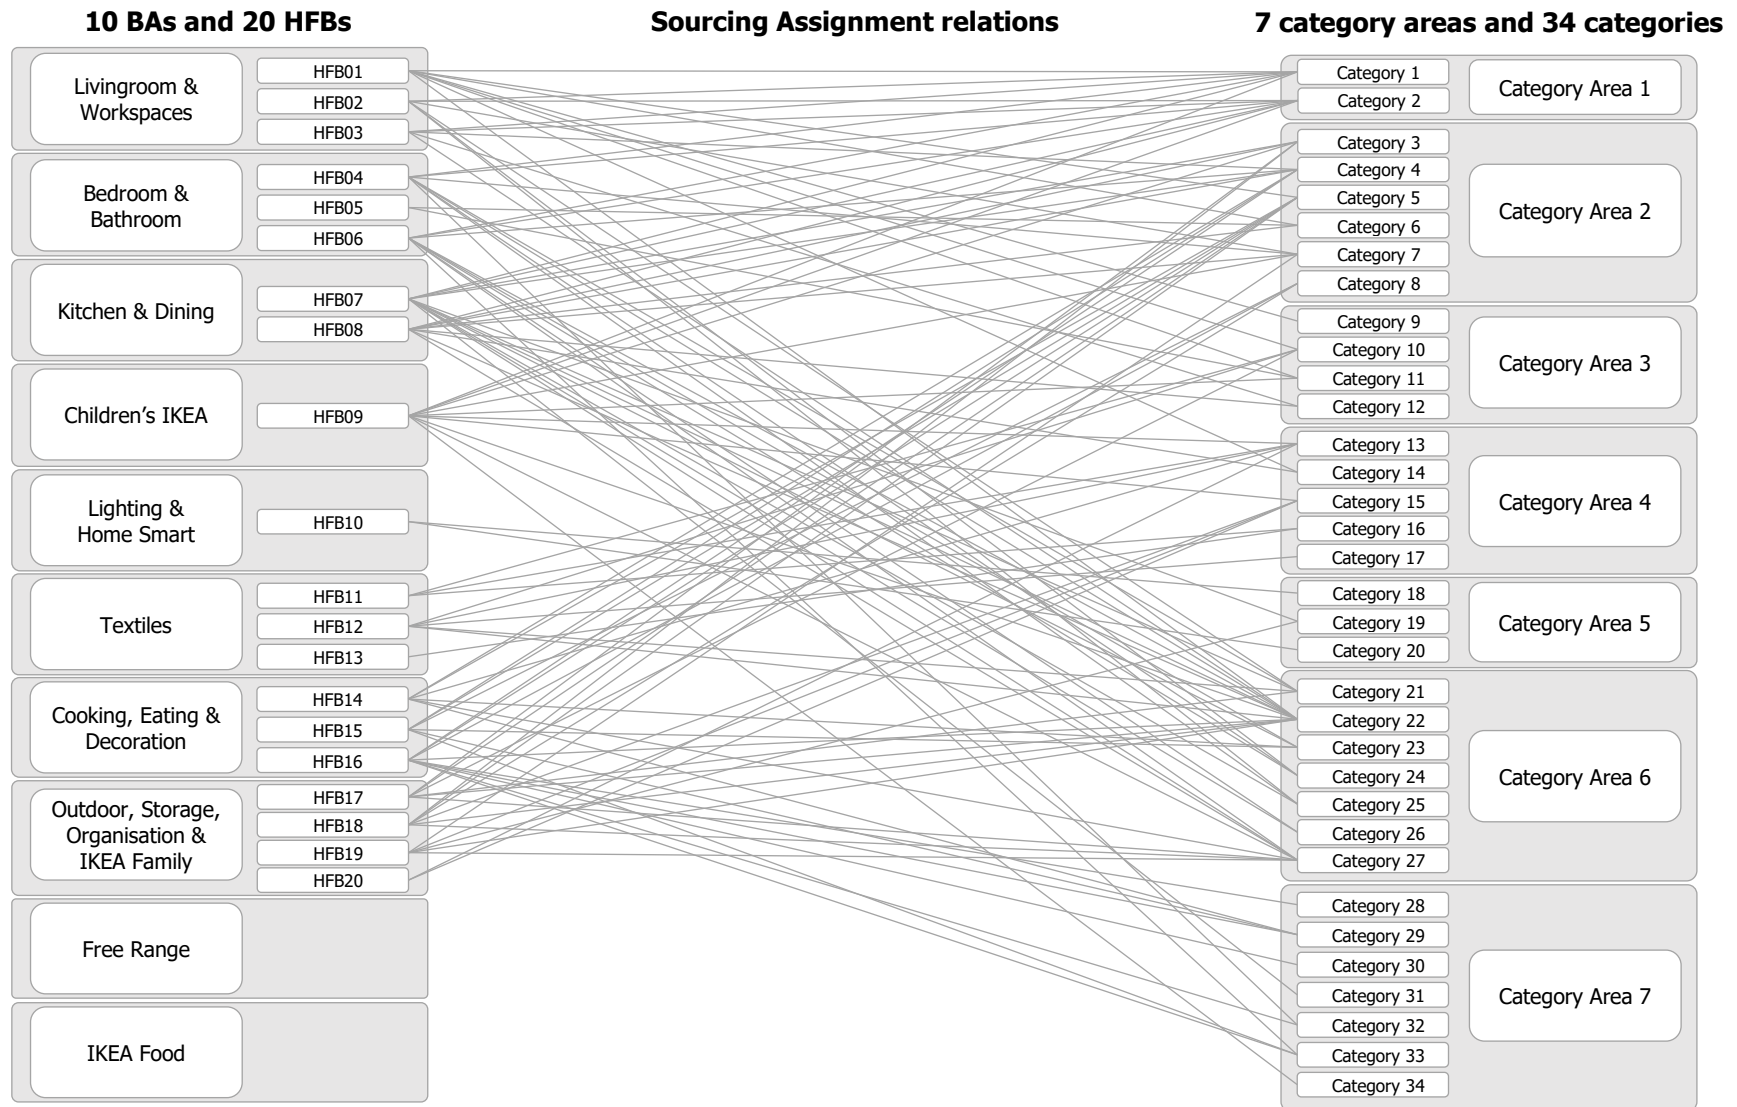 10 BAs and 20 HFBs
Sourcing Assignment relations
7 category areas and 34 categories
Livingroom &
Workspaces
HFB01
HFB02
HFB03
Bedroom &
Bathroom
HFB04
HFB05
HFB06
Kitchen & Dining
HFB07
HFB08
Children’s IKEA
HFB09
Lighting &
Home Smart
HFB10
Textiles
HFB11
HFB12
HFB13
Cooking, Eating &
Decoration
HFB14
HFB15
HFB16
Outdoor, Storage,
Organisation &
IKEA Family
HFB17
HFB18
HFB19
HFB20
Free Range
IKEA Food
Category 1
Category 2
Category Area 1
Category 3
Category 4
Category 5
Category 6
Category 7
Category 8
Category Area 2
Category 9
Category 10
Category 11
Category 12
Category Area 3
Category 13
Category 14
Category 15
Category 16
Category 17
Category Area 4
Category 18
Category 19
Category 20
Category Area 5
Category 21
Category 22
Category 23
Category 24
Category 25
Category 26
Category 27
Category Area 6
Category 28
Category 29
Category 30
Category 31
Category 32
Category 33
Category 34
Category Area 7